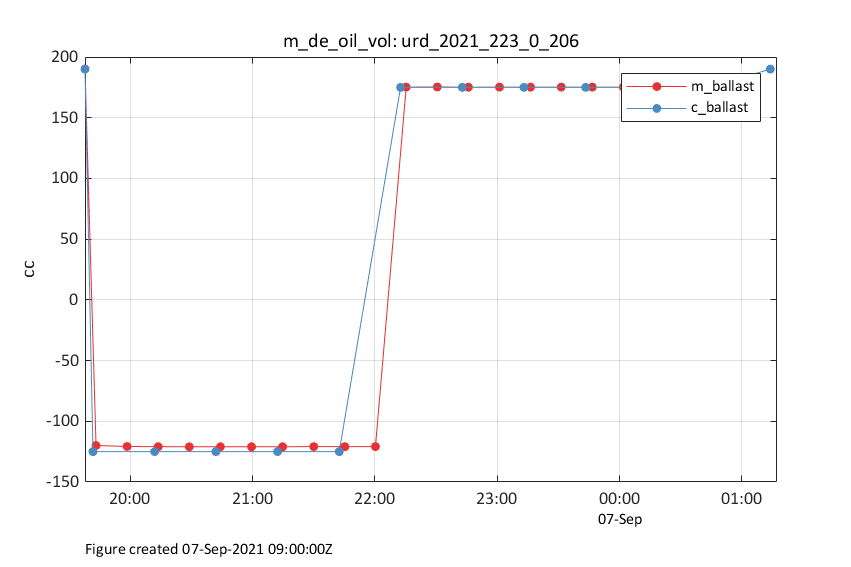 m_de_oil_vol: urd_2021_223_0_206
200
150
100
50
0
-50
-100
-150
cc
m_ballast
c_ballast
20:00 21:00 22:00 23:00 00:00 01:00
07-Sep
Figure created 07-Sep-2021 09:00:00Z